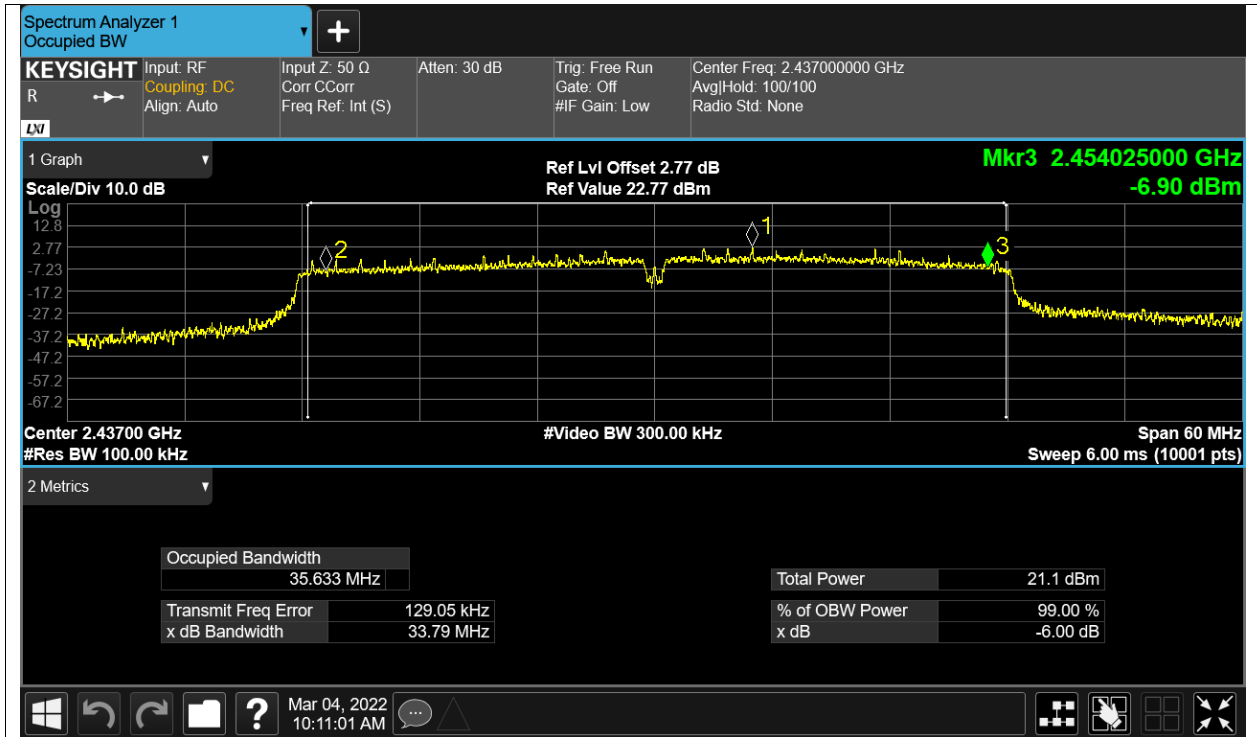 Spectrum Analyzer 1
Occupied BW
KEYSIGHT
R
LXI
Input: RF
Coupling: DC
Align: Auto
Input Z: 50 Ω
Corr CCorr
Freq Ref: Int (S)
Atten: 30 dB
Trig: Free Run
Gate: Off
#IF Gain: Low
Center Freq: 2.437000000 GHz
Avg|Hold: 100/100
Radio Std: None
1 Graph
Scale/Div 10.0 dB
Ref Lvl Offset 2.77 dB
Ref Value 22.77 dBm
Mkr3 2.454025000 GHz
-6.90 dBm
Log
12.8
2.77
-7.23
-17.2
-27.2
-37.2
-47.2
-57.2
-67.2
2
1
3
Center 2.43700 GHz
#Res BW 100.00 kHz
#Video BW 300.00 kHz
Span 60 MHz
Sweep 6.00 ms (10001 pts)
2 Metrics
Occupied Bandwidth
35.633 MHz
Transmit Freq Error 129.05 kHz
x dB Bandwidth 33.79 MHz
Total Power 21.1 dBm
% of OBW Power 99.00 %
x dB -6.00 dB
?
Mar 04, 2022
10:11:01 AM